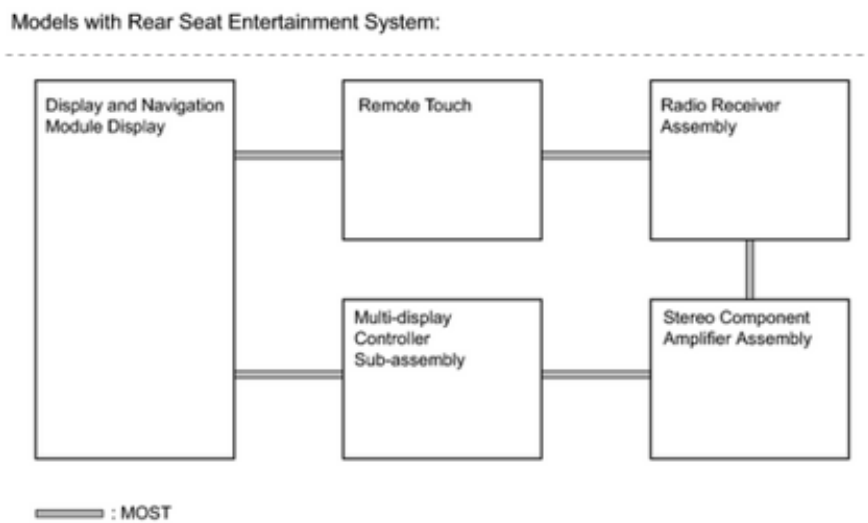 Models with Rear Seat Entertainment System:
Display and Navigation
Module Display
Remote Touch
Radio Receiver
Assembly
Multi-display
Controller
Sub-assembly
Stereo Component
Amplifier Assembly
: MOST